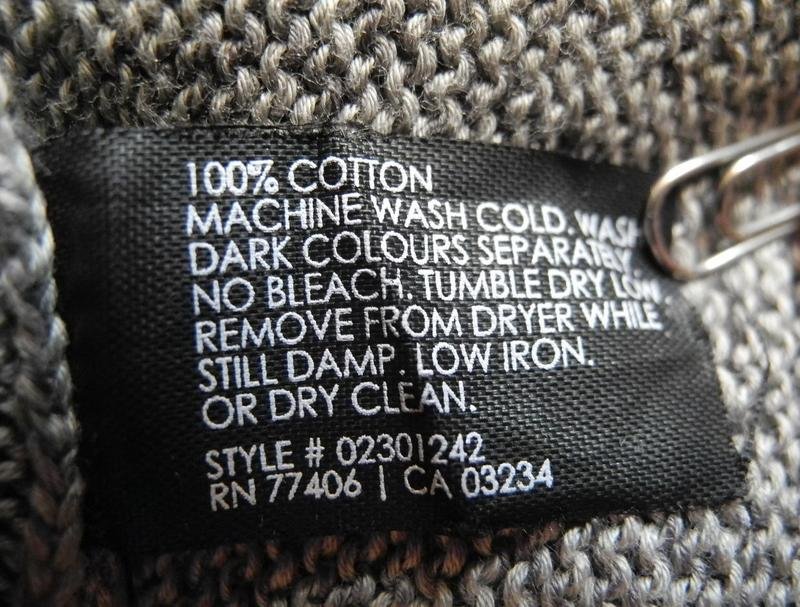 100% COTTON
MACHINE WASH COLD. WASH
DARK COLOURS SEPARATELY.
NO BLEACH. TUMBLE DRY LOW.
REMOVE FROM DRYER WHILE
STILL DAMP. LOW IRON.
OR DRY CLEAN.
STYLE # 02301242
RN 77406 | CA 03234